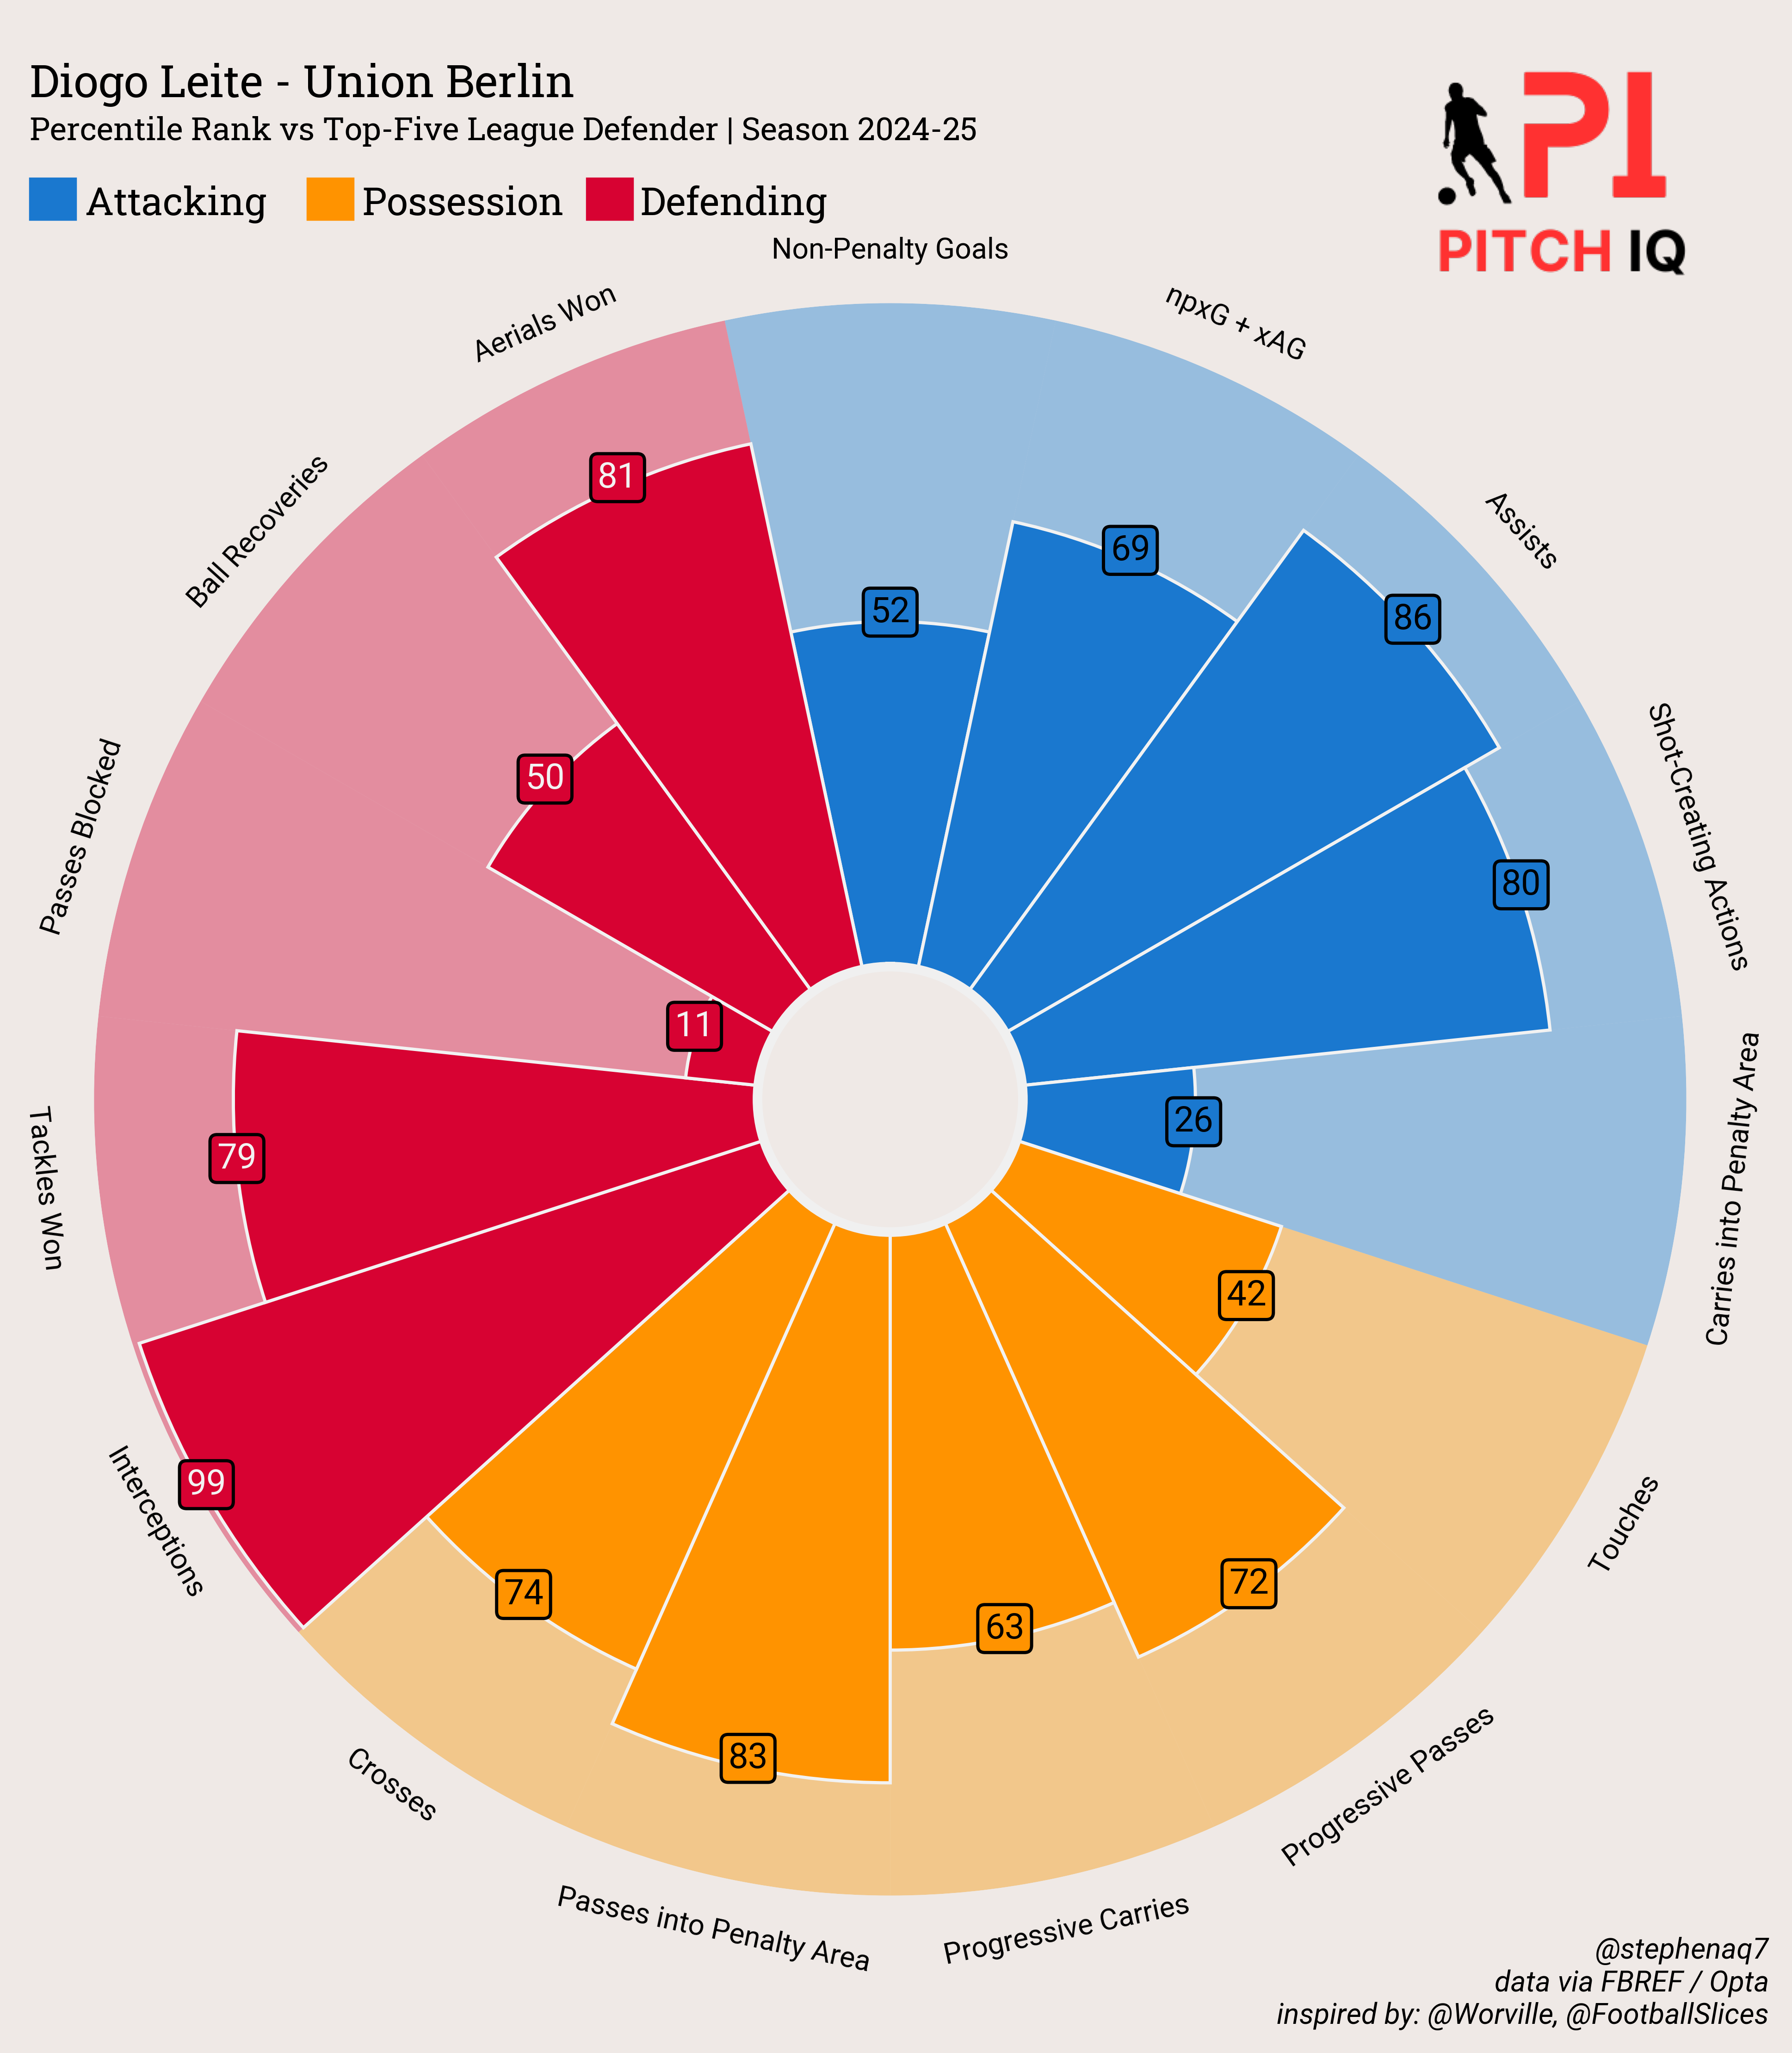 Diogo Leite - Union Berlin
Percentile Rank vs Top-Five League Defender | Season 2024-25
Attacking
Possession
Defending
PI
PITCH IQ
Non-Penalty Goals
npxG + xAG
Assists
Shot-Creating Actions
Carries into Penalty Area
Touches
Progressive Passes
Progressive Carries
Passes into Penalty Area
Crosses
Interceptions
Tackles Won
Passes Blocked
Ball Recoveries
Aerials Won
52
69
86
80
26
42
72
63
83
74
99
79
11
50
81
@stephenaq7
data via FBREF / Opta
inspired by: @Worville, @FootballSlices